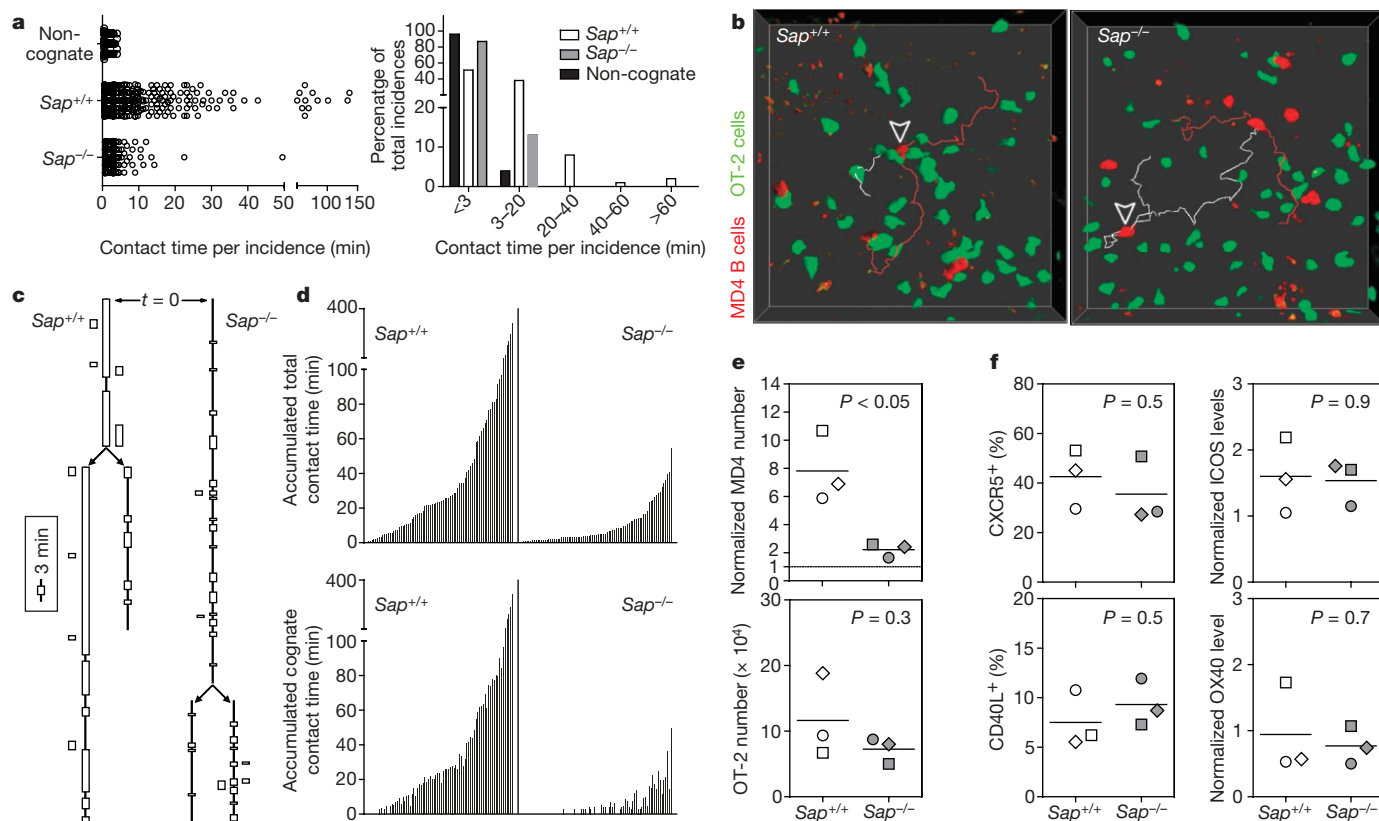 a
Non-
cognate
Sap+/+
Sap−/−
0 10 20 30 40 50 100 150
Contact time per incidence (min)
Percenatge of
total incidences
100
80
60
40
20
10
0
Sap+/+
Sap−/−
Non-cognate
<3 3–20 20–40 40–60 >60
Contact time per incidence (min)
b
Sap+/+
Sap−/−
MD4 B cells OT-2 cells
c
Sap+/+
t = 0
Sap−/−
3 min
d
Accumulated total
contact time (min)
400
100
80
60
40
20
0
Sap+/+
Sap−/−
Accumulated cognate
contact time (min)
400
100
80
60
40
20
0
Sap+/+
Sap−/−
e
Normalized MD4 number
14
12
10
8
6
4
2
1
0
P < 0.05
OT-2 number (× 10⁴)
30
20
10
0
P = 0.3
Sap+/+ Sap−/−
f
CXCR5+ (%)
80
60
40
20
0
P = 0.5
Normalized ICOS levels
3
2
1
0
P = 0.9
CD40L+ (%)
20
15
10
5
0
P = 0.5
Sap+/+ Sap−/−
Normalized OX40 level
3
2
1
0
P = 0.7
Sap+/+ Sap−/−